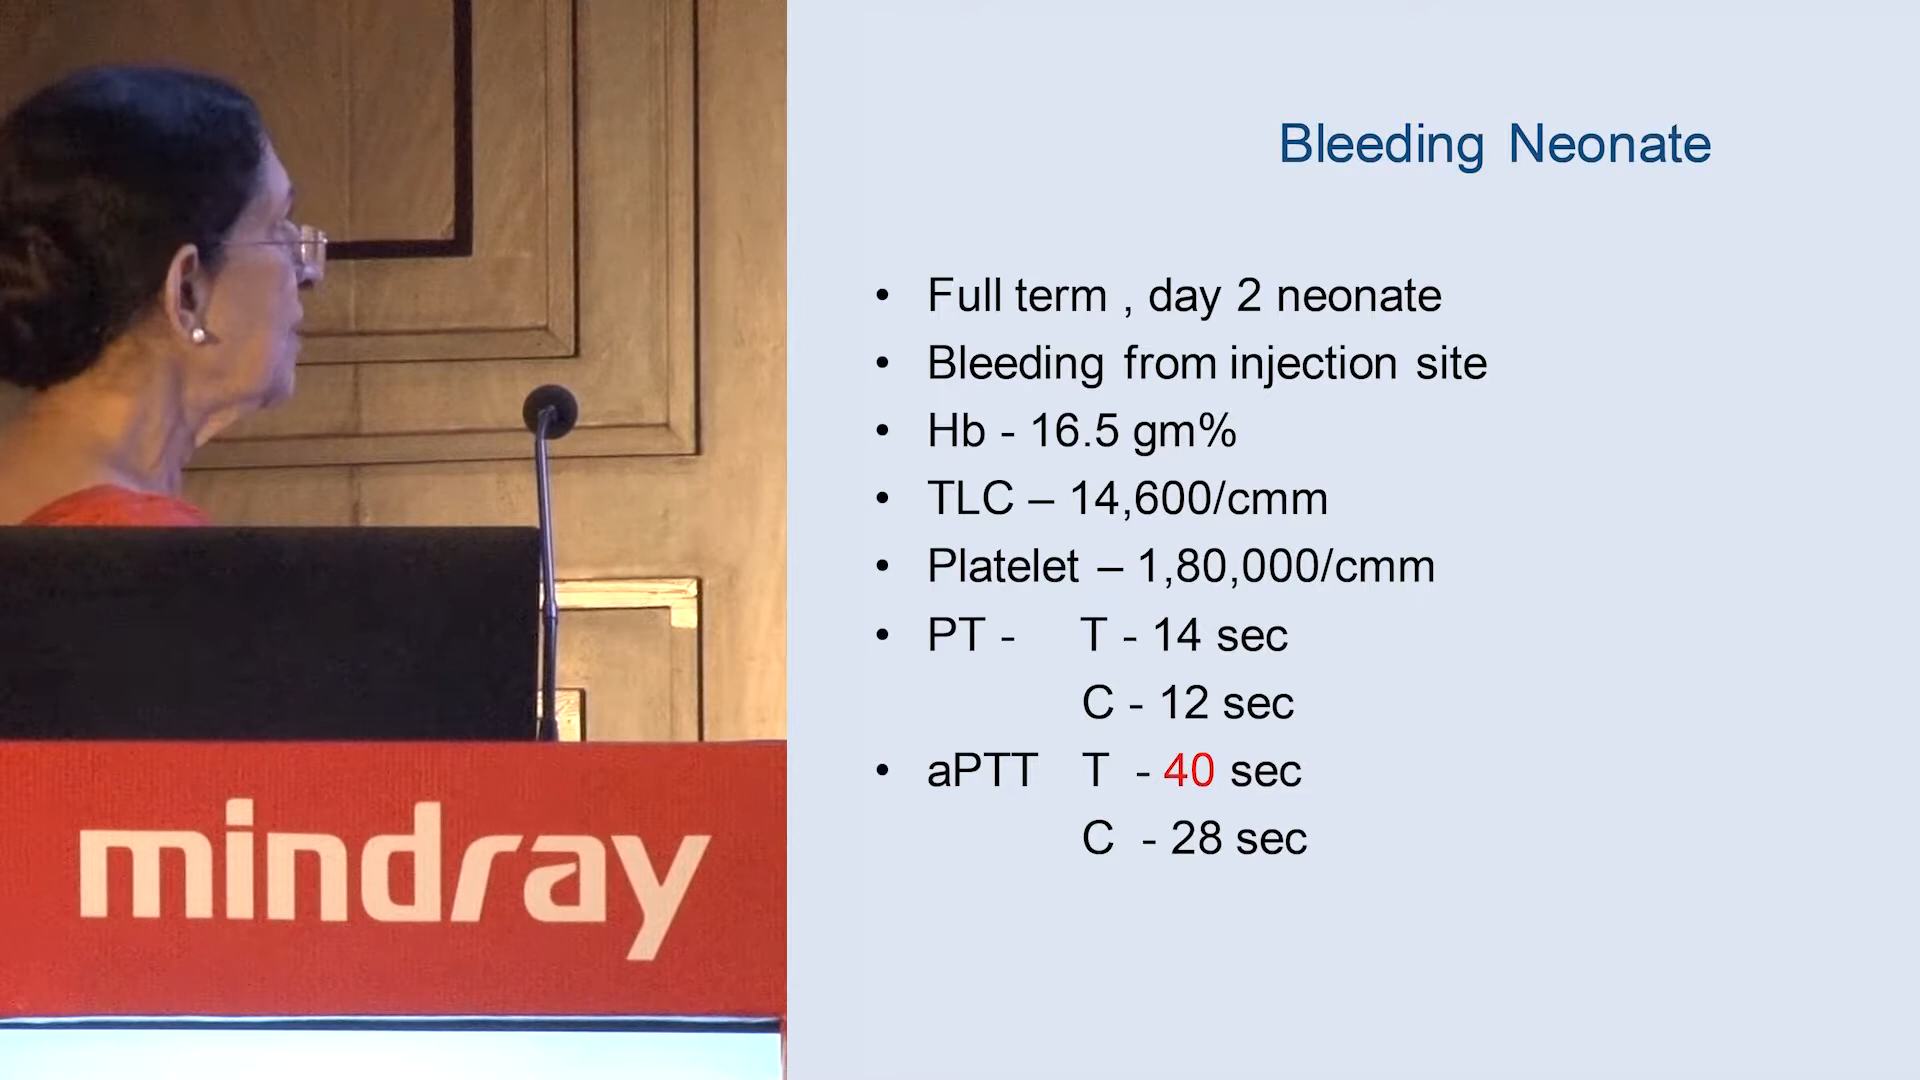 Bleeding Neonate
• Full term , day 2 neonate
• Bleeding from injection site
• Hb - 16.5 gm%
• TLC – 14,600/cmm
• Platelet – 1,80,000/cmm
• PT - T - 14 sec
C - 12 sec
• aPTT T - 40 sec
C - 28 sec
mindray